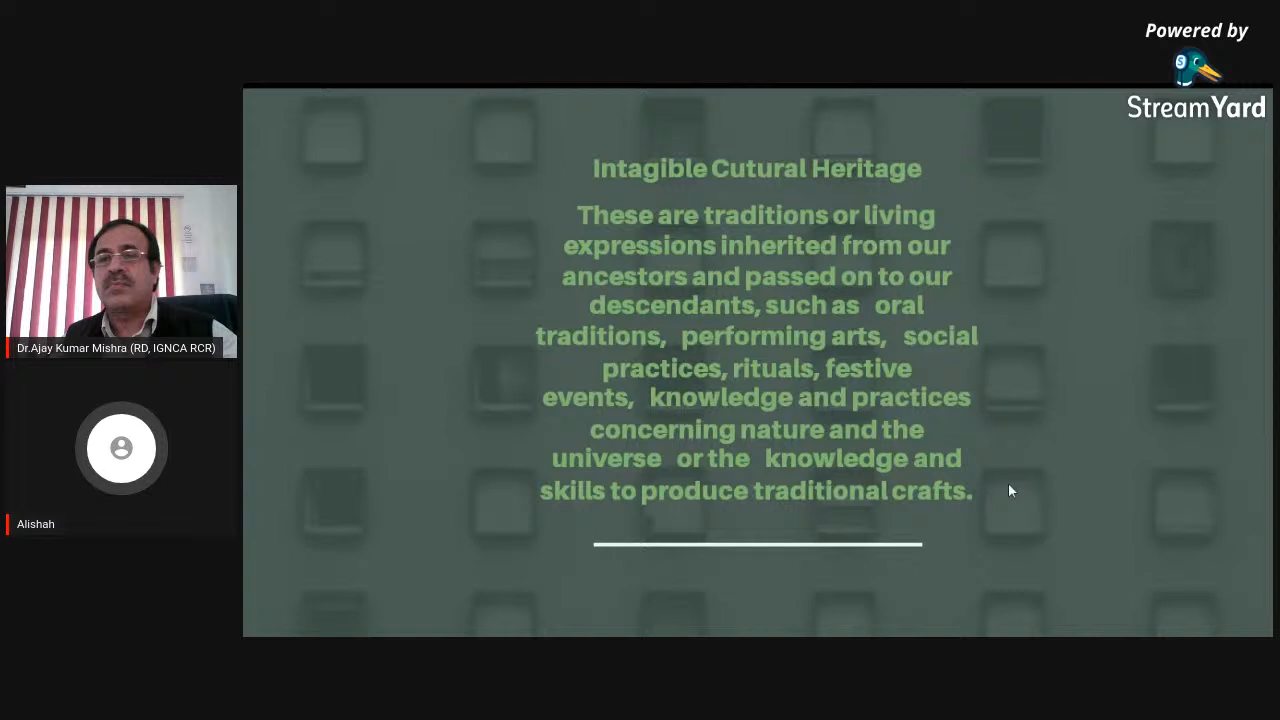 Powered by
StreamYard
Intagible Cutural Heritage
These are traditions or living
expressions inherited from our
ancestors and passed on to our
descendants, such as oral
traditions, performing arts, social
practices, rituals, festive
events, knowledge and practices
concerning nature and the
universe or the knowledge and
skills to produce traditional crafts.
Dr.Ajay Kumar Mishra (RD, IGNCA RCR)
Alishah